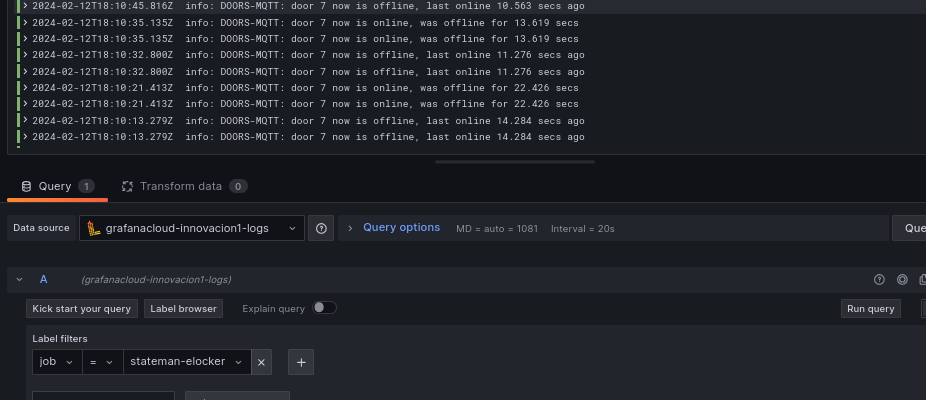 2024-02-12T18:10:45.816Z info: DOORS-MQTT: door 7 now is offline, last online 10.563 secs ago
2024-02-12T18:10:35.135Z info: DOORS-MQTT: door 7 now is online, was offline for 13.619 secs
2024-02-12T18:10:35.135Z info: DOORS-MQTT: door 7 now is online, was offline for 13.619 secs
2024-02-12T18:10:32.800Z info: DOORS-MQTT: door 7 now is offline, last online 11.276 secs ago
2024-02-12T18:10:32.800Z info: DOORS-MQTT: door 7 now is offline, last online 11.276 secs ago
2024-02-12T18:10:21.413Z info: DOORS-MQTT: door 7 now is online, was offline for 22.426 secs
2024-02-12T18:10:21.413Z info: DOORS-MQTT: door 7 now is online, was offline for 22.426 secs
2024-02-12T18:10:13.279Z info: DOORS-MQTT: door 7 now is offline, last online 14.284 secs ago
2024-02-12T18:10:13.279Z info: DOORS-MQTT: door 7 now is offline, last online 14.284 secs ago
Query 1 Transform data 0
Data source grafanacloud-innovacion1-logs Query options MD = auto = 1081 Interval = 20s Que
A (grafanacloud-innovacion1-logs)
Kick start your query Label browser Explain query Run query
Label filters
job = stateman-elocker